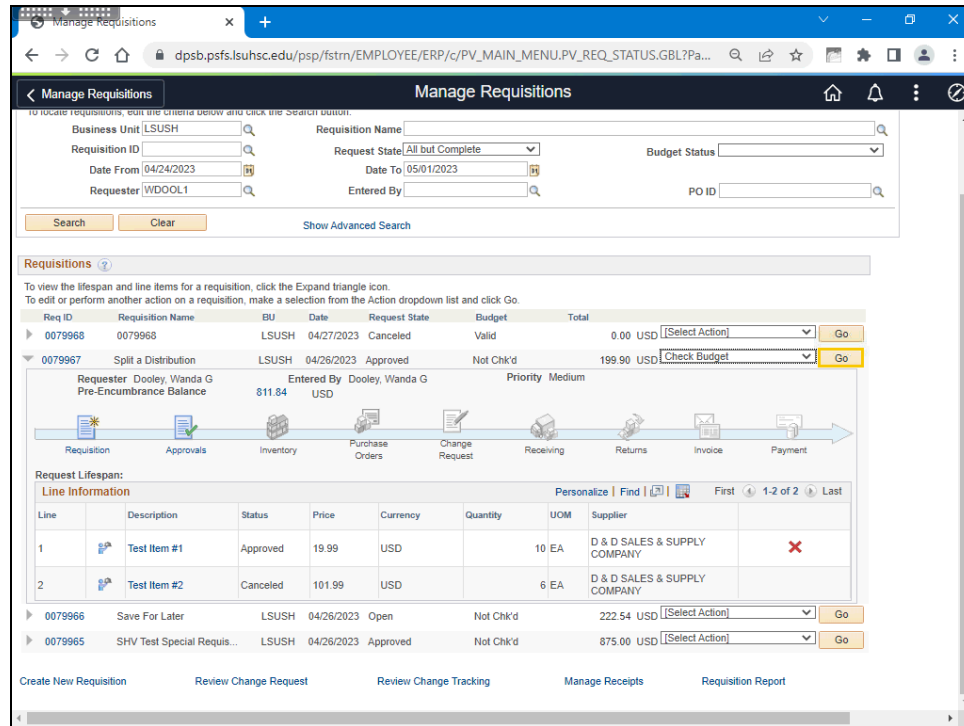 Manage Requisitions
dpsb.psfs.lsuhsc.edu/psp/fstrn/EMPLOYEE/ERP/c/PV_MAIN_MENU.PV_REQ_STATUS.GBL?Pa...
Manage Requisitions Manage Requisitions
To locate requisitions, edit the criteria below and click the Search button.
Business Unit LSUSH Requisition Name
Requisition ID Request State All but Complete Budget Status
Date From 04/24/2023 Date To 05/01/2023
Requester WDOOL1 Entered By PO ID
Search Clear Show Advanced Search
Requisitions ?
To view the lifespan and line items for a requisition, click the Expand triangle icon.
To edit or perform another action on a requisition, make a selection from the Action dropdown list and click Go.
Req ID Requisition Name BU Date Request State Budget Total
0079968 0079968 LSUSH 04/27/2023 Canceled Valid 0.00 USD [Select Action] Go
0079967 Split a Distribution LSUSH 04/26/2023 Approved Not Chk'd 199.90 USD Check Budget Go
Requester Dooley, Wanda G Entered By Dooley, Wanda G Priority Medium
Pre-Encumbrance Balance 811.84 USD
Requisition Approvals Inventory Purchase Orders Change Request Receiving Returns Invoice Payment
Request Lifespan:
Line Information Personalize | Find | | First 1-2 of 2 Last
Line Description Status Price Currency Quantity UOM Supplier
1 Test Item #1 Approved 19.99 USD 10 EA D & D SALES & SUPPLY COMPANY
2 Test Item #2 Canceled 101.99 USD 6 EA D & D SALES & SUPPLY COMPANY
0079966 Save For Later LSUSH 04/26/2023 Open Not Chk'd 222.54 USD [Select Action] Go
0079965 SHV Test Special Requis... LSUSH 04/26/2023 Approved Not Chk'd 875.00 USD [Select Action] Go
Create New Requisition Review Change Request Review Change Tracking Manage Receipts Requisition Report